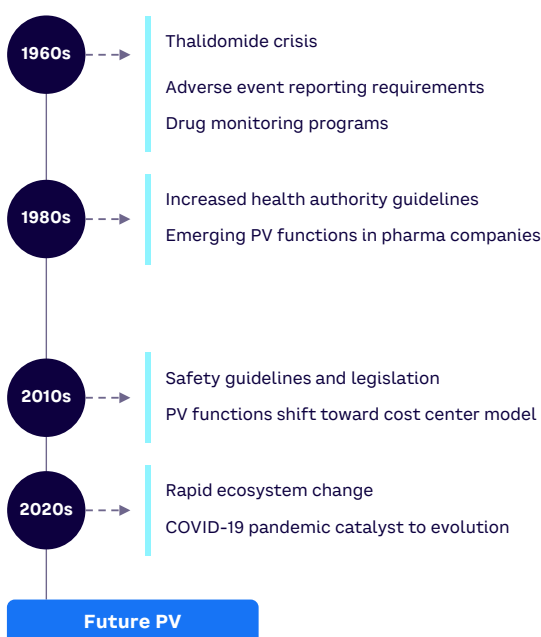 1960s
Thalidomide crisis
Adverse event reporting requirements
Drug monitoring programs
1980s
Increased health authority guidelines
Emerging PV functions in pharma companies
2010s
Safety guidelines and legislation
PV functions shift toward cost center model
2020s
Rapid ecosystem change
COVID-19 pandemic catalyst to evolution
Future PV